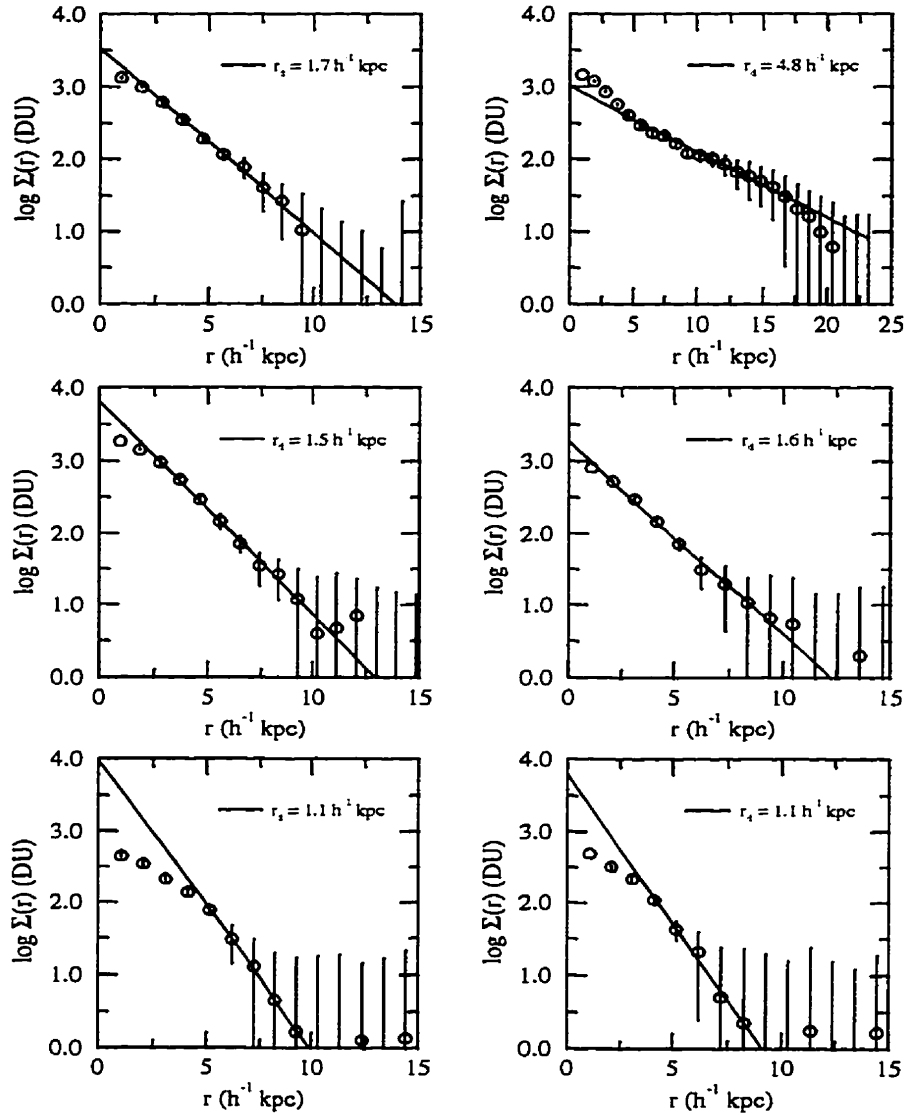 log Σ(r) (DU)
4.0
3.0
2.0
1.0
0.0
r_d = 1.7 h⁻¹ kpc
0 5 10 15
r (h⁻¹ kpc)
log Σ(r) (DU)
4.0
3.0
2.0
1.0
0.0
r_d = 4.8 h⁻¹ kpc
0 5 10 15 20 25
r (h⁻¹ kpc)
log Σ(r) (DU)
4.0
3.0
2.0
1.0
0.0
r_d = 1.5 h⁻¹ kpc
0 5 10 15
r (h⁻¹ kpc)
log Σ(r) (DU)
4.0
3.0
2.0
1.0
0.0
r_d = 1.6 h⁻¹ kpc
0 5 10 15
r (h⁻¹ kpc)
log Σ(r) (DU)
4.0
3.0
2.0
1.0
0.0
r_d = 1.1 h⁻¹ kpc
0 5 10 15
r (h⁻¹ kpc)
log Σ(r) (DU)
4.0
3.0
2.0
1.0
0.0
r_d = 1.1 h⁻¹ kpc
0 5 10 15
r (h⁻¹ kpc)